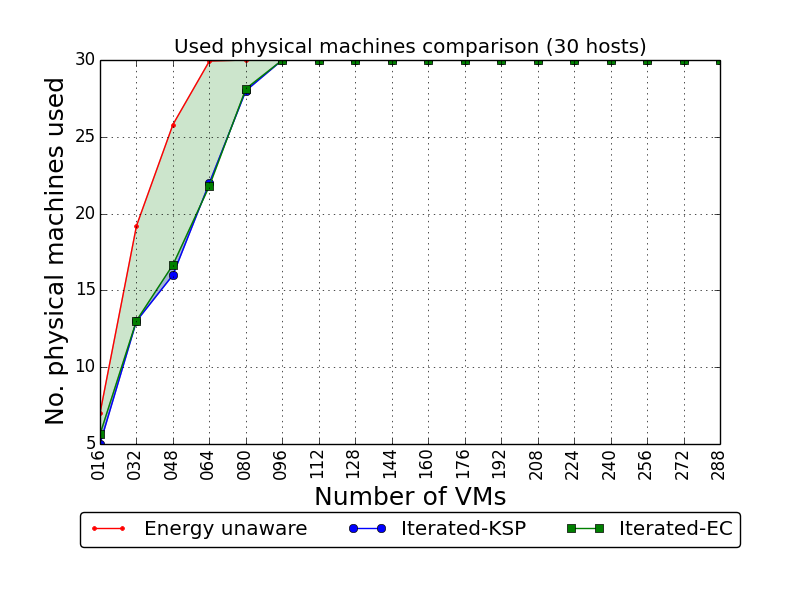 Used physical machines comparison (30 hosts)
No. physical machines used
30
25
20
15
10
5
016 032 048 064 080 096 112 128 144 160 176 192 208 224 240 256 272 288
Number of VMs
Energy unaware Iterated-KSP Iterated-EC